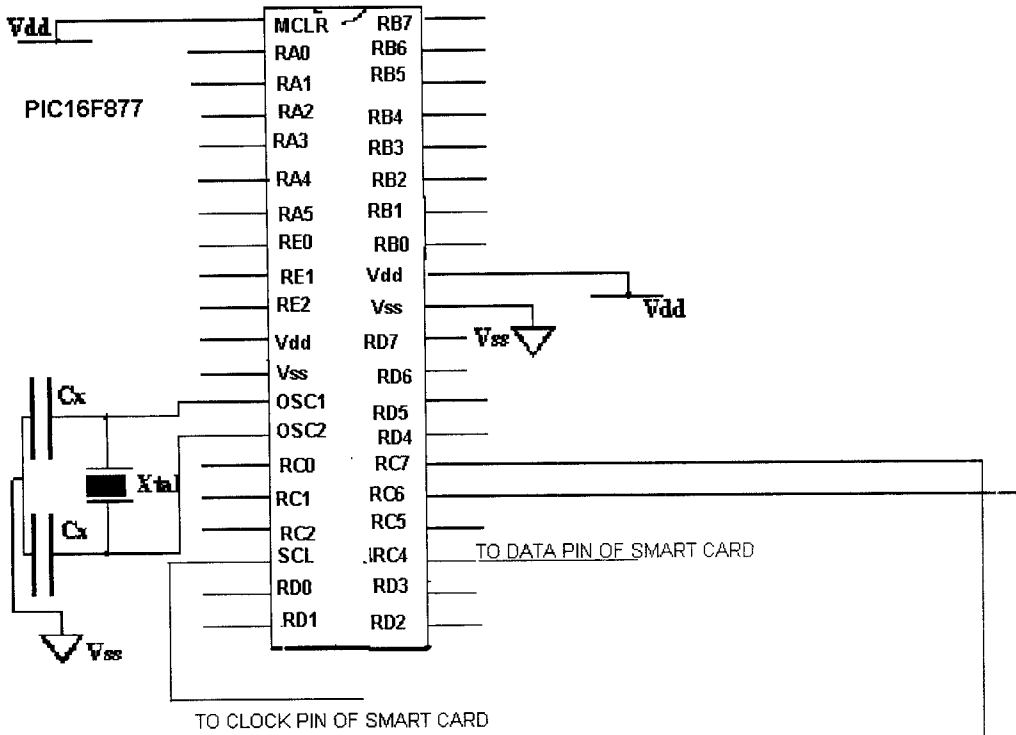 Vdd
PIC16F877
MCLR RB7
RA0 RB6
RA1 RB5
RA2 RB4
RA3 RB3
RA4 RB2
RA5 RB1
RE0 RB0
RE1 Vdd
RE2 Vss
Vdd RD7
Vss RD6
OSC1 RD5
OSC2 RD4
RC0 RC7
RC1 RC6
RC2 RC5
SCL RC4
RD0 RD3
RD1 RD2
Vdd
Vss
Cx
Xtal
Cx
Vss
TO DATA PIN OF SMART CARD
TO CLOCK PIN OF SMART CARD